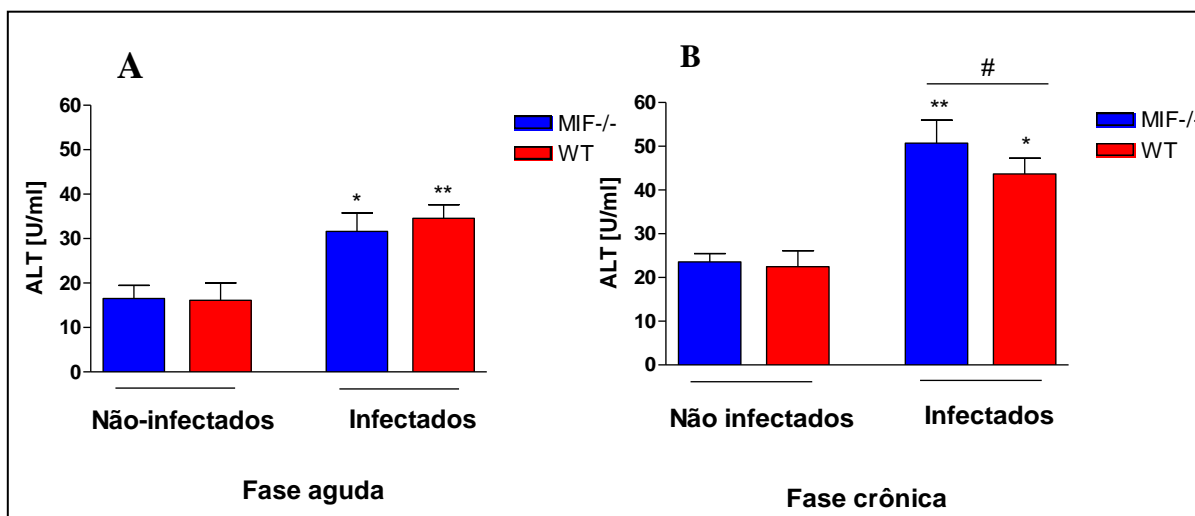 A
ALT [U/ml]
60
50
40
30
20
10
0
*
**
MIF-/-
WT
Não-infectados
Infectados
Fase aguda
B
#
ALT [U/ml]
60
50
40
30
20
10
0
**
*
MIF-/-
WT
Não infectados
Infectados
Fase crônica